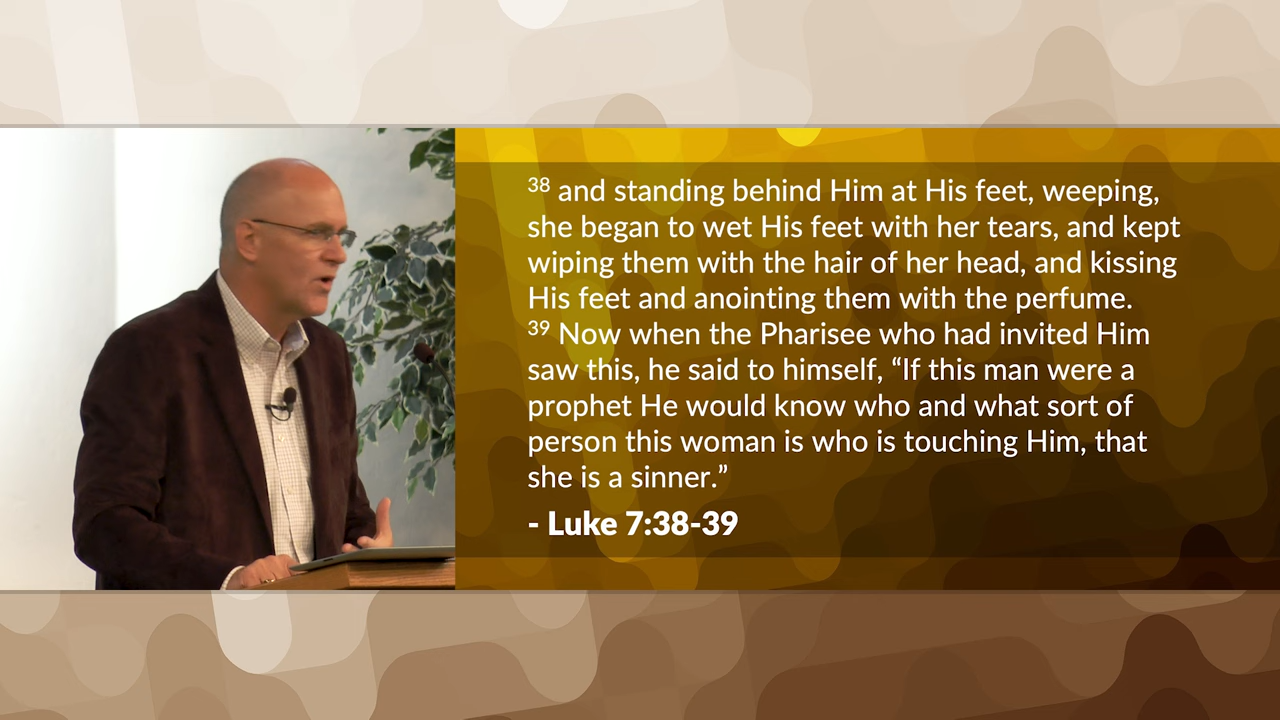 38 and standing behind Him at His feet, weeping,
she began to wet His feet with her tears, and kept
wiping them with the hair of her head, and kissing
His feet and anointing them with the perfume.
39 Now when the Pharisee who had invited Him
saw this, he said to himself, “If this man were a
prophet He would know who and what sort of
person this woman is who is touching Him, that
she is a sinner.”
- Luke 7:38-39